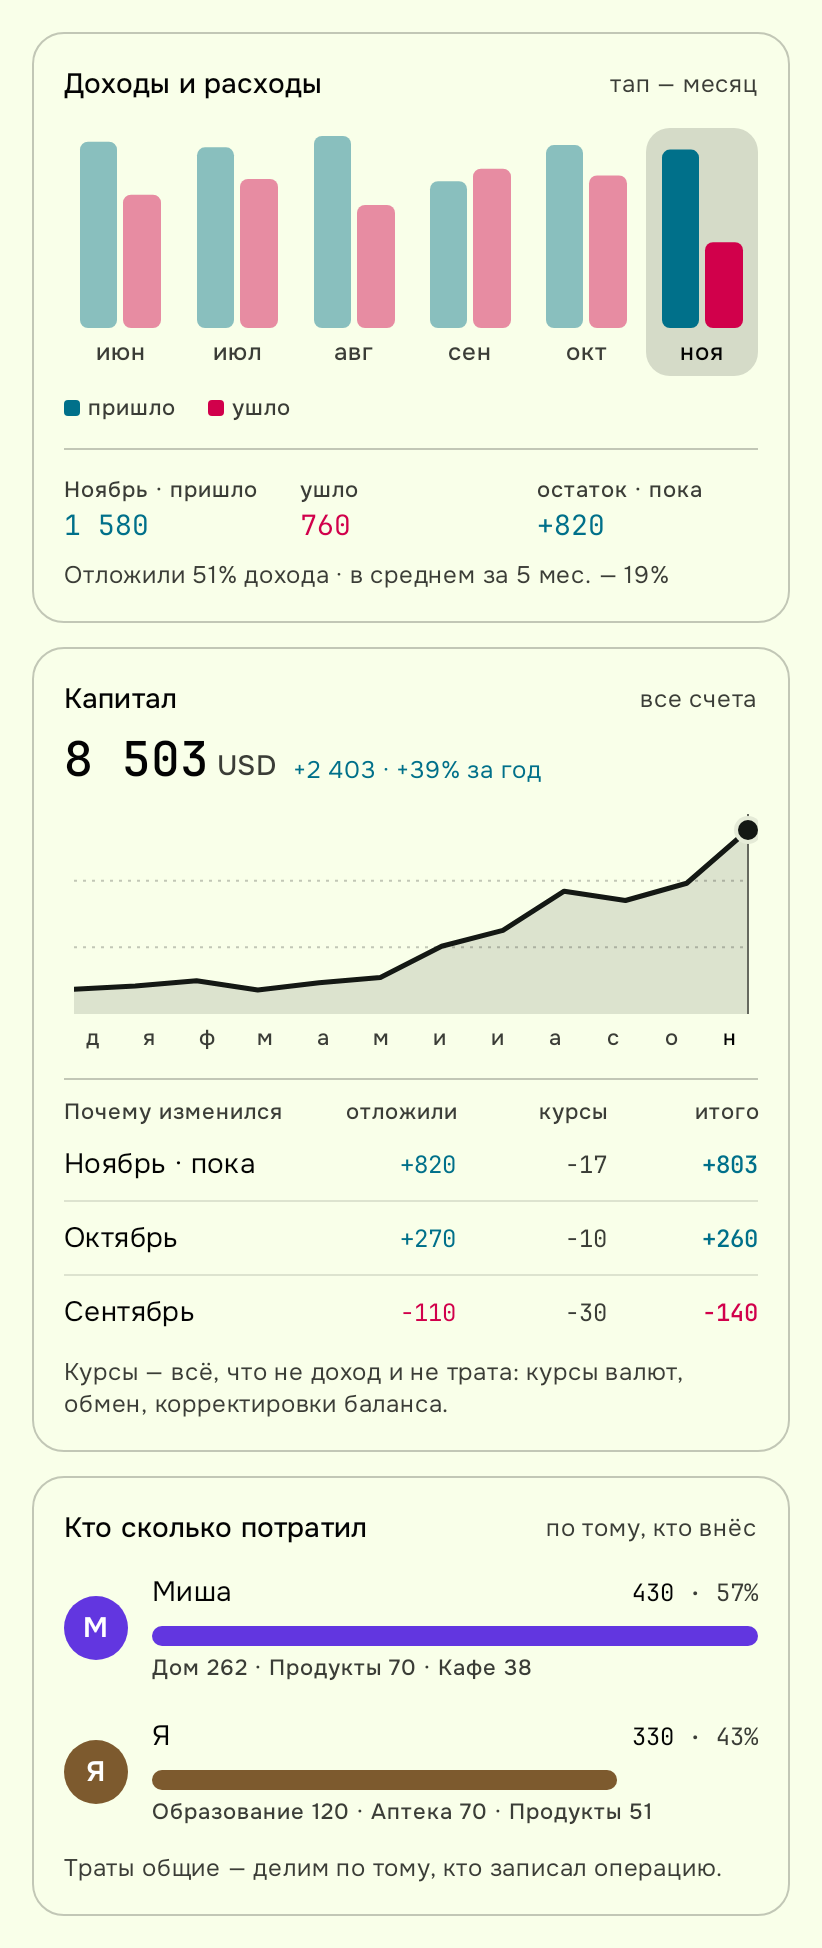 Доходы и расходы тап — месяц
июн июл авг сен окт ноя
пришло ушло
Ноябрь · пришло ушло остаток · пока
1 580 760 +820
Отложили 51% дохода · в среднем за 5 мес. — 19%
Капитал все счета
8 503 USD +2 403 · +39% за год
д я ф м а м и и а с о н
Почему изменился отложили курсы итого
Ноябрь · пока +820 -17 +803
Октябрь +270 -10 +260
Сентябрь -110 -30 -140
Курсы — всё, что не доход и не трата: курсы валют,
обмен, корректировки баланса.
Кто сколько потратил по тому, кто внёс
М Миша 430 · 57%
Дом 262 · Продукты 70 · Кафе 38
Я Я 330 · 43%
Образование 120 · Аптека 70 · Продукты 51
Траты общие — делим по тому, кто записал операцию.